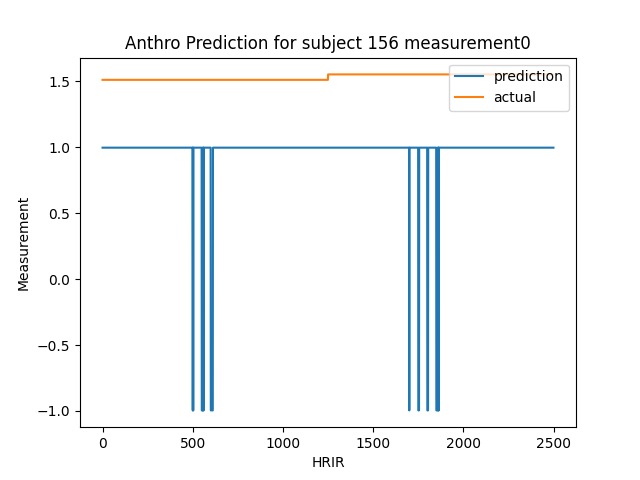 Anthro Prediction for subject 156 measurement0
prediction
actual
1.5
1.0
0.5
0.0
−0.5
−1.0
Measurement
0 500 1000 1500 2000 2500
HRIR